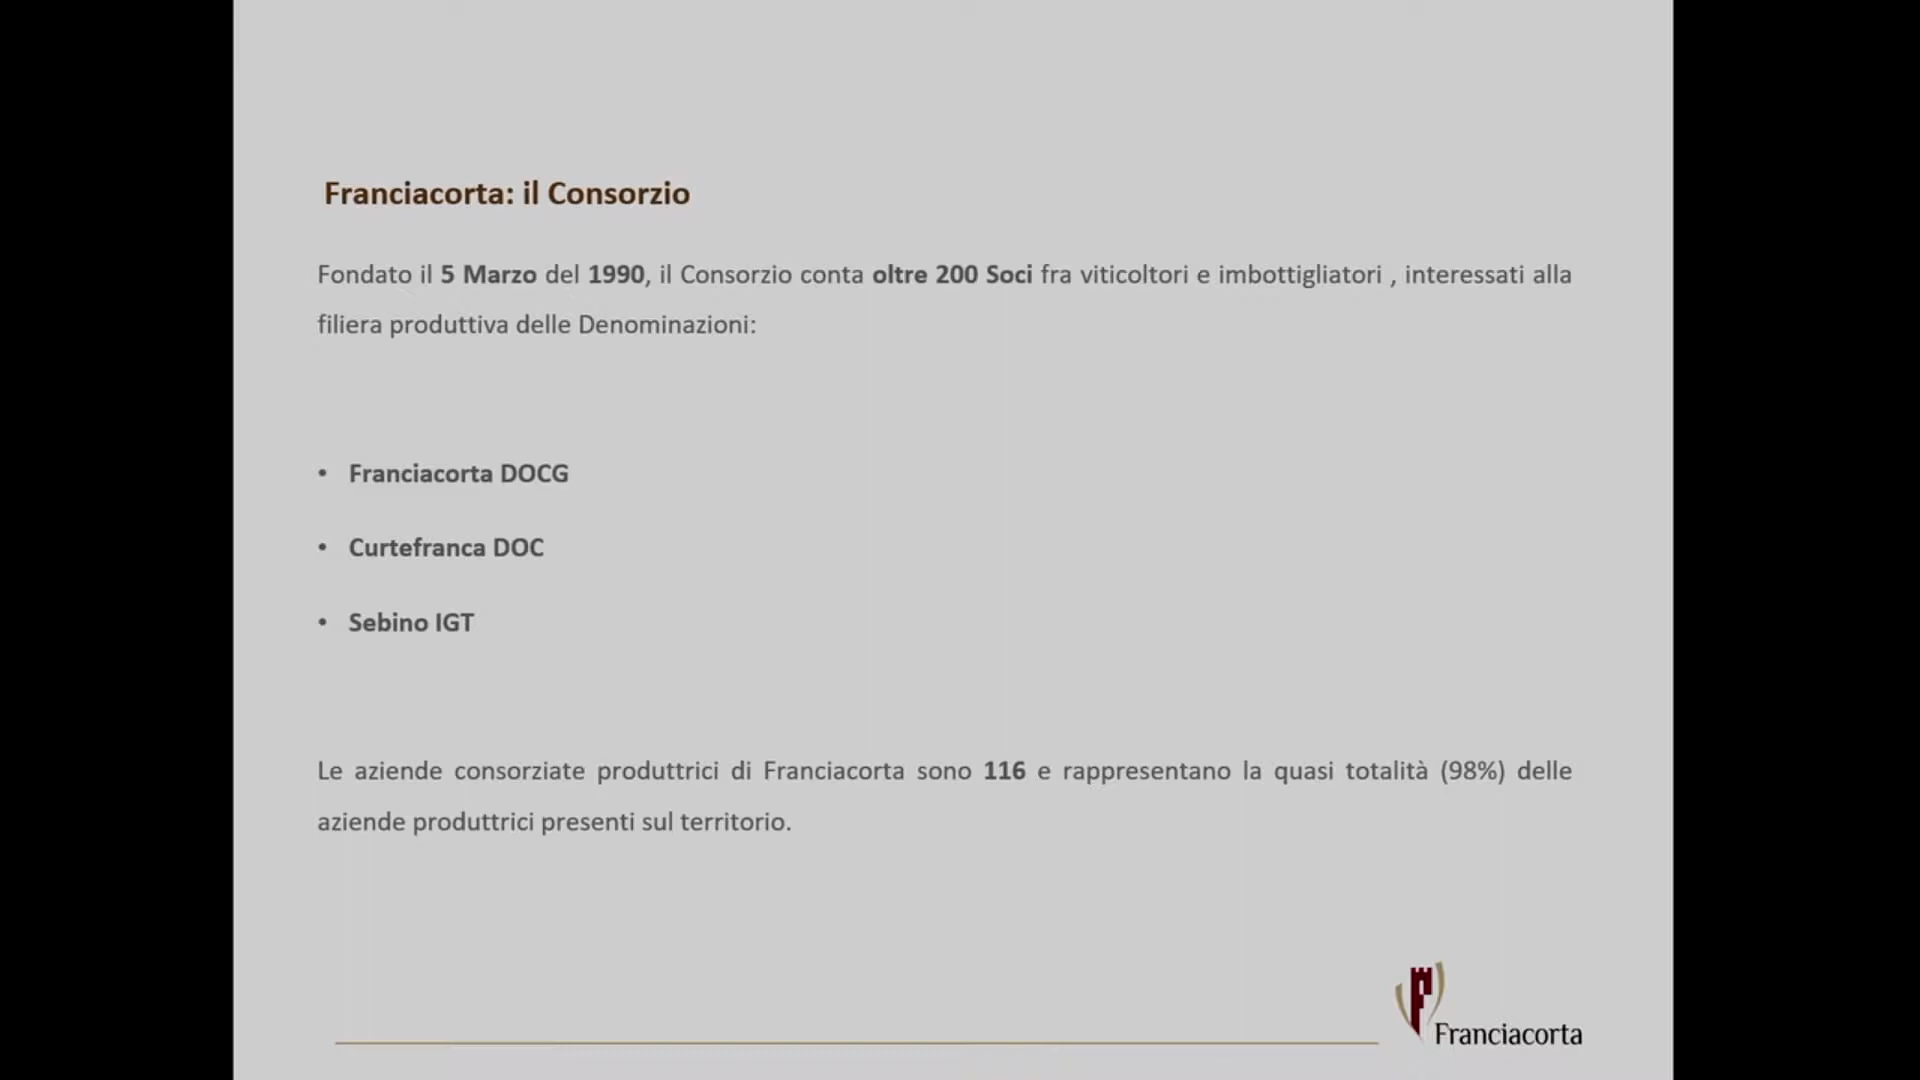 Franciacorta: il Consorzio
Fondato il 5 Marzo del 1990, il Consorzio conta oltre 200 Soci fra viticoltori e imbottigliatori , interessati alla
filiera produttiva delle Denominazioni:
• Franciacorta DOCG
• Curtefranca DOC
• Sebino IGT
Le aziende consorziate produttrici di Franciacorta sono 116 e rappresentano la quasi totalità (98%) delle
aziende produttrici presenti sul territorio.
Franciacorta